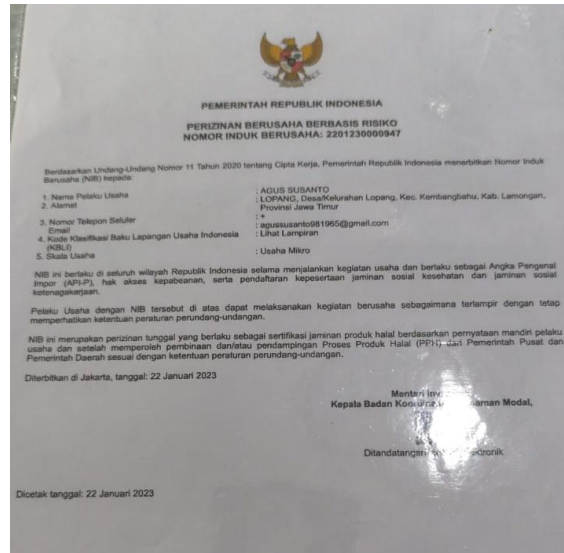 PEMERINTAH REPUBLIK INDONESIA
PERIZINAN BERUSAHA BERBASIS RISIKO
NOMOR INDUK BERUSAHA: 2201230000947
Berdasarkan Undang-Undang Nomor 11 Tahun 2020 tentang Cipta Kerja, Pemerintah Republik Indonesia menerbitkan Nomor Induk
Berusaha (NIB) kepada:
1. Nama Pelaku Usaha : AGUS SUSANTO
2. Alamat : LOPANG, Desa/Kelurahan Lopang, Kec. Kembangbahu, Kab. Lamongan,
Provinsi Jawa Timur
3. Nomor Telepon Seluler : +
Email : agussusanto981965@gmail.com
4. Kode Klasifikasi Baku Lapangan Usaha Indonesia : Lihat Lampiran
(KBLI)
5. Skala Usaha : Usaha Mikro
NIB ini berlaku di seluruh wilayah Republik Indonesia selama menjalankan kegiatan usaha dan berlaku sebagai Angka Pengenal
Impor (API-P), hak akses kepabeanan, serta pendaftaran kepesertaan jaminan sosial kesehatan dan jaminan sosial
ketenagakerjaan.
Pelaku Usaha dengan NIB tersebut di atas dapat melaksanakan kegiatan berusaha sebagaimana terlampir dengan tetap
memperhatikan ketentuan peraturan perundang-undangan.
NIB ini merupakan perizinan tunggal yang berlaku sebagai sertifikasi jaminan produk halal berdasarkan pernyataan mandiri pelaku
usaha dan setelah memperoleh pembinaan dan/atau pendampingan Proses Produk Halal (PPH) dari Pemerintah Pusat dan
Pemerintah Daerah sesuai dengan ketentuan peraturan perundang-undangan.
Diterbitkan di Jakarta, tanggal: 22 Januari 2023
Menteri
Kepala Badan Modal,
Dicetak tanggal: 22 Januari 2023